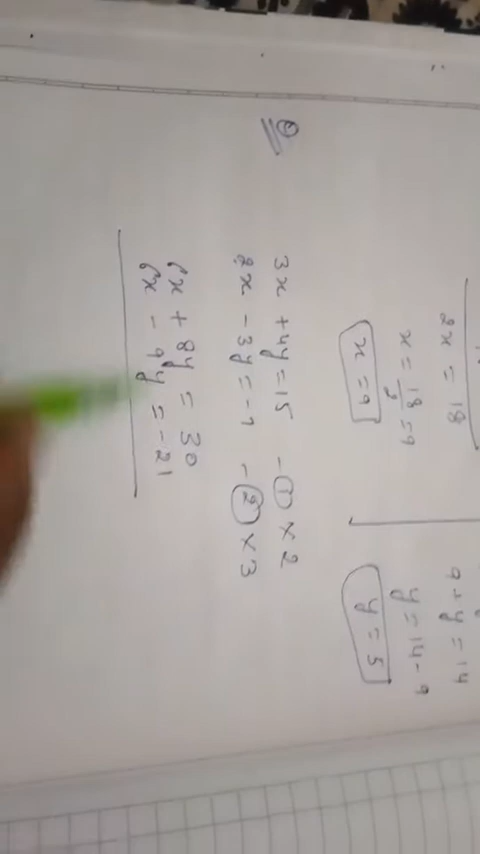 2x = 18
x = 18/2 = 9
x = 9
9 + y = 14
y = 14 - 9
y = 5
3x + 4y = 15 - ① × 2
2x - 3y = -7 - ② × 3
6x + 8y = 30
6x - 9y = -21